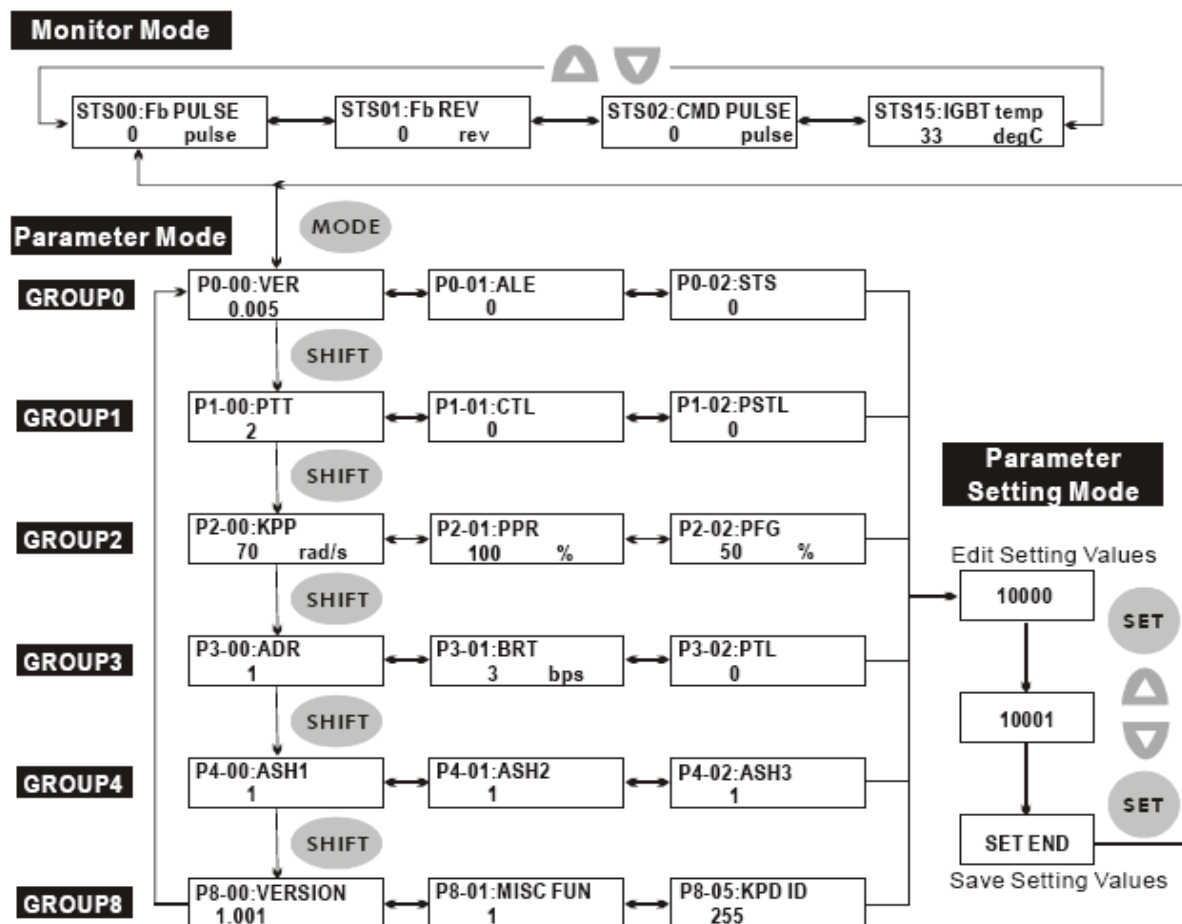 Monitor Mode
STS00:Fb PULSE
0 pulse
STS01:Fb REV
0 rev
STS02:CMD PULSE
0 pulse
STS15:IGBT temp
33 degC
MODE
Parameter Mode
GROUP0
P0-00:VER
0.005
P0-01:ALE
0
P0-02:STS
0
SHIFT
GROUP1
P1-00:PTT
2
P1-01:CTL
0
P1-02:PSTL
0
SHIFT
GROUP2
P2-00:KPP
70 rad/s
P2-01:PPR
100 %
P2-02:PFG
50 %
SHIFT
GROUP3
P3-00:ADR
1
P3-01:BRT
3 bps
P3-02:PTL
0
SHIFT
GROUP4
P4-00:ASH1
1
P4-01:ASH2
1
P4-02:ASH3
1
SHIFT
GROUP8
P8-00:VERSION
1.001
P8-01:MISC FUN
1
P8-05:KPD ID
255
Parameter
Setting Mode
Edit Setting Values
10000
SET
10001
SET
SET END
Save Setting Values